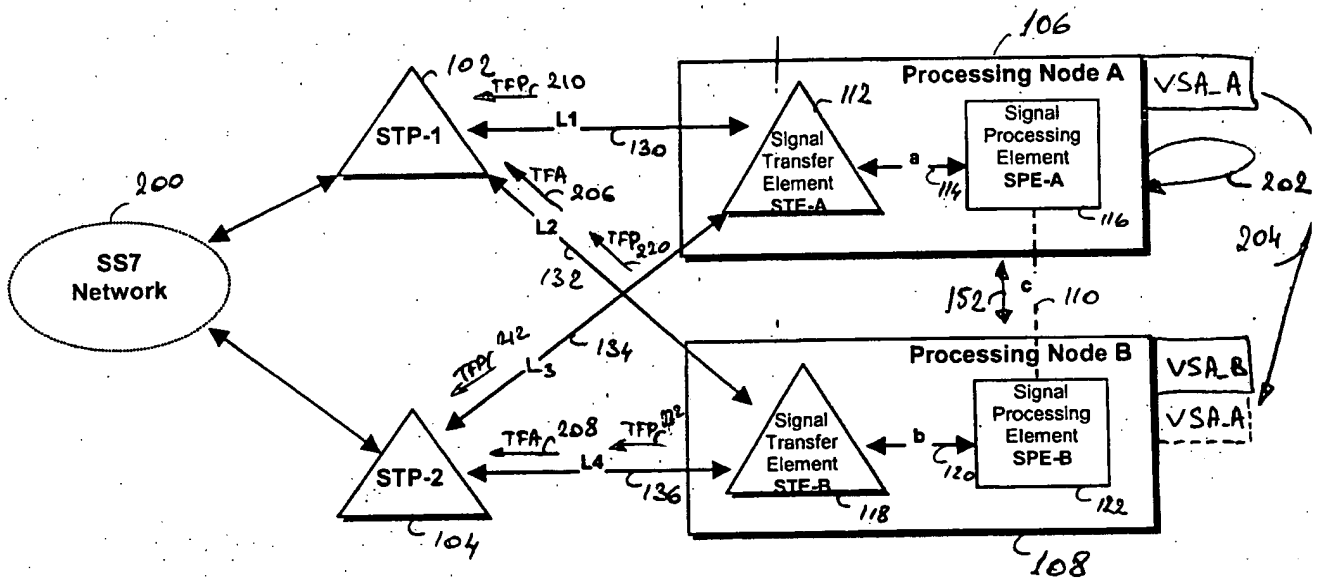 106
102
TFP 210
Processing Node A
VSA_A
112
STP-1
L1
130
Signal
Transfer
Element
STE-A
a
114
Signal
Processing
Element
SPE-A
116
202
200
TFA
206
L2
TFP 220
132
204
SS7
Network
152
c
110
134
TFP 212
L3
Processing Node B
VSA_B
VSA_A
TFA 208
TFP
L4
136
STP-2
104
Signal
Transfer
Element
STE-B
118
b
120
Signal
Processing
Element
SPE-B
122
108